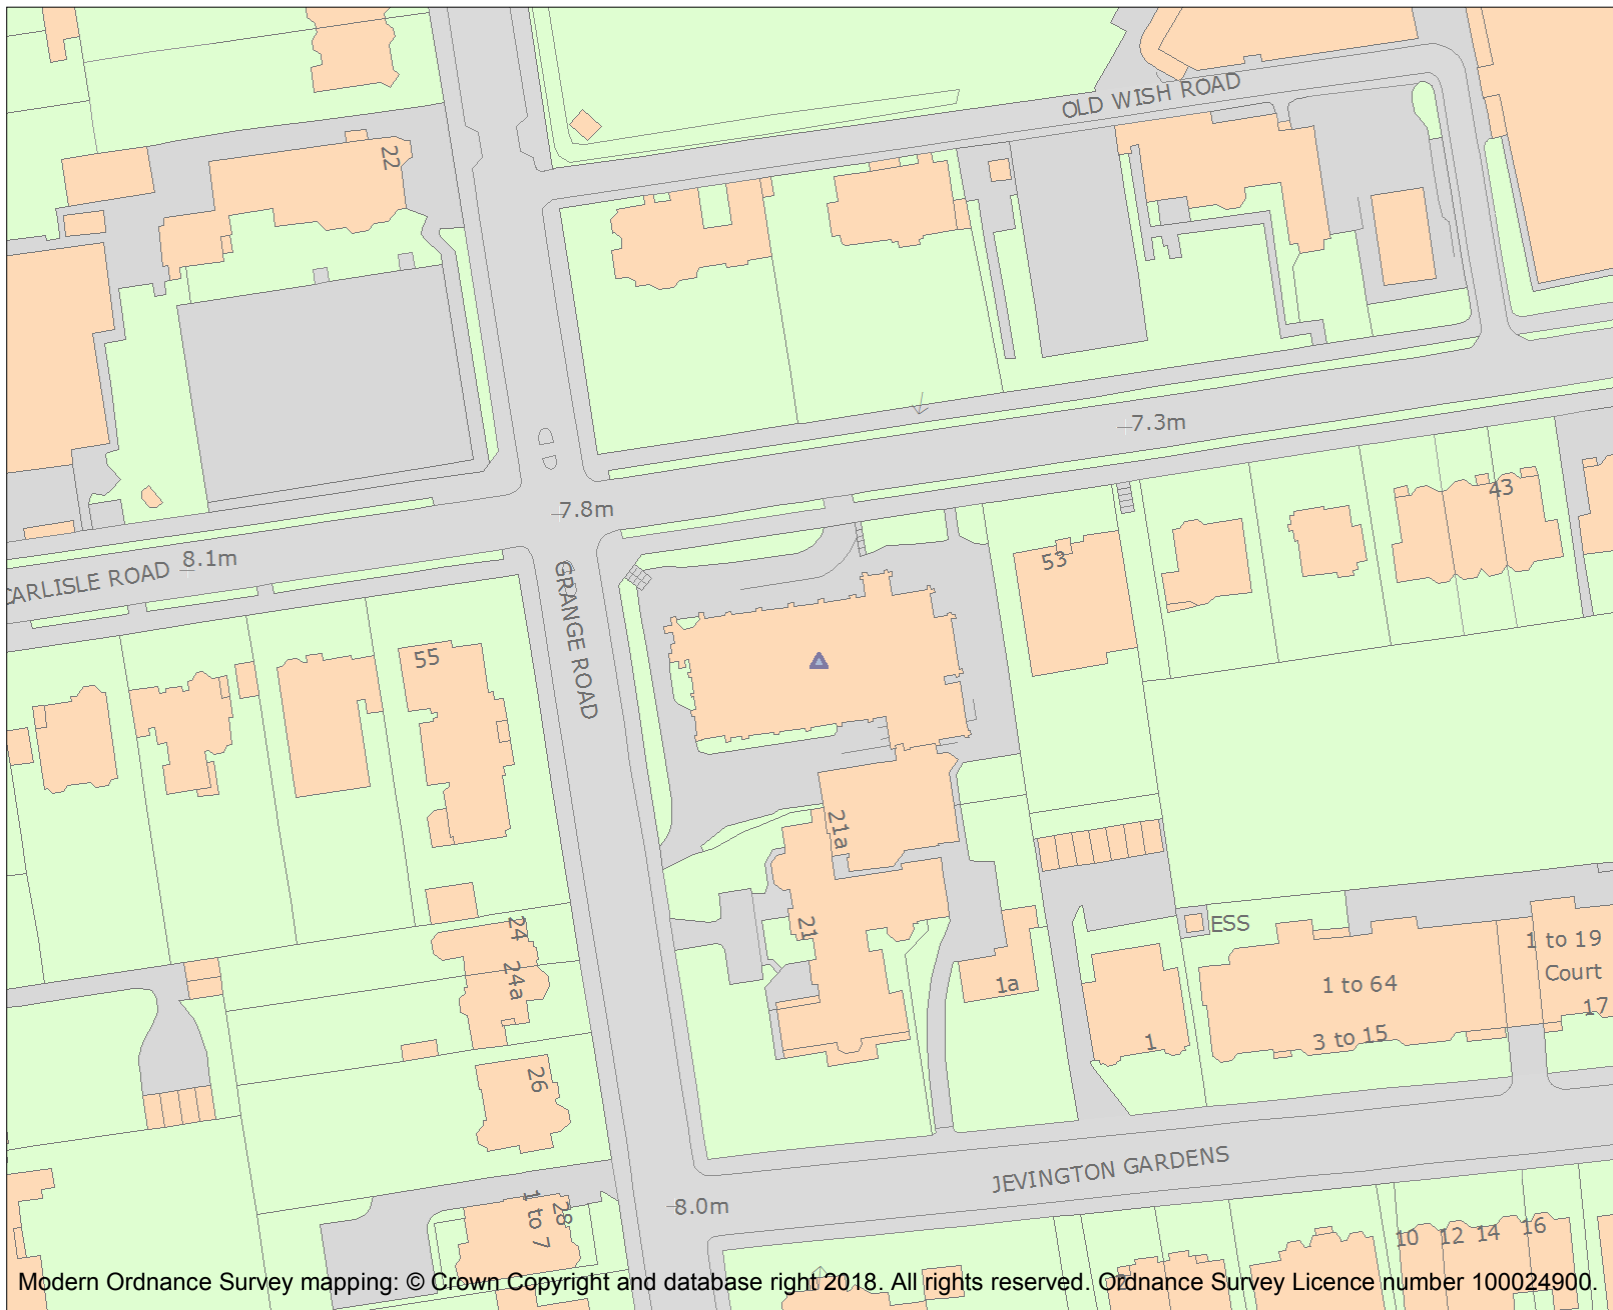 OLD WISH ROAD
22
7.3m
43
7.8m
8.1m
CARLISLE ROAD
53
GRANGE ROAD
55
21a
21
24
24a
ESS
1 to 19
Court
17
1a
1 to 64
3 to 15
1
26
JEVINGTON GARDENS
8.0m
28
1 to 7
10
12
14
16
Modern Ordnance Survey mapping: © Crown Copyright and database right 2018. All rights reserved. Ordnance Survey Licence number 100024900.